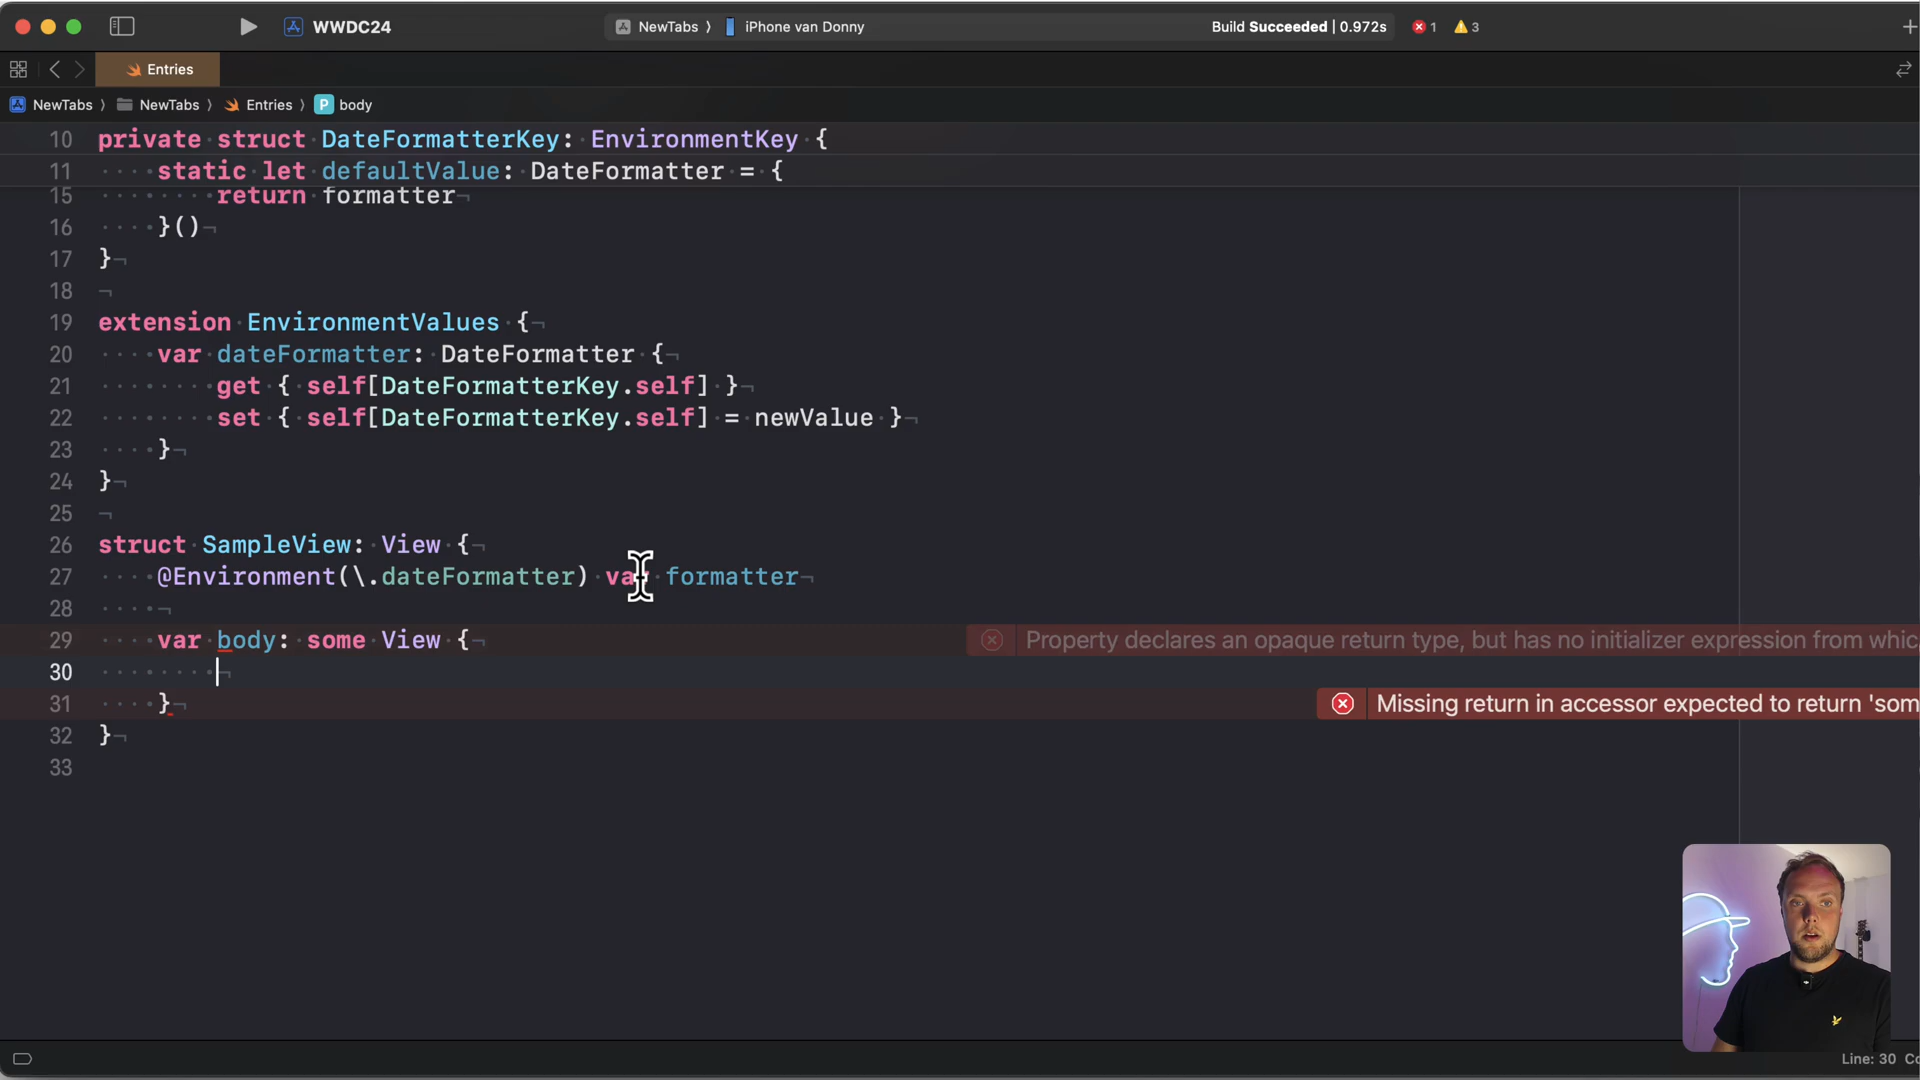 WWDC24
NewTabs 〉 iPhone van Donny
Build Succeeded | 0.972s
1
3
Entries
NewTabs 〉 NewTabs 〉 Entries 〉 P body
10 private struct DateFormatterKey: EnvironmentKey {
11 static let defaultValue: DateFormatter = {
15 return formatter
16 }()
17 }
18
19 extension EnvironmentValues {
20 var dateFormatter: DateFormatter {
21 get { self[DateFormatterKey.self] }
22 set { self[DateFormatterKey.self] = newValue }
23 }
24 }
25
26 struct SampleView: View {
27 @Environment(\.dateFormatter) var formatter
28
29 var body: some View { Property declares an opaque return type, but has no initializer expression from whic
30
31 } Missing return in accessor expected to return 'som
32 }
33
Line: 30 Co